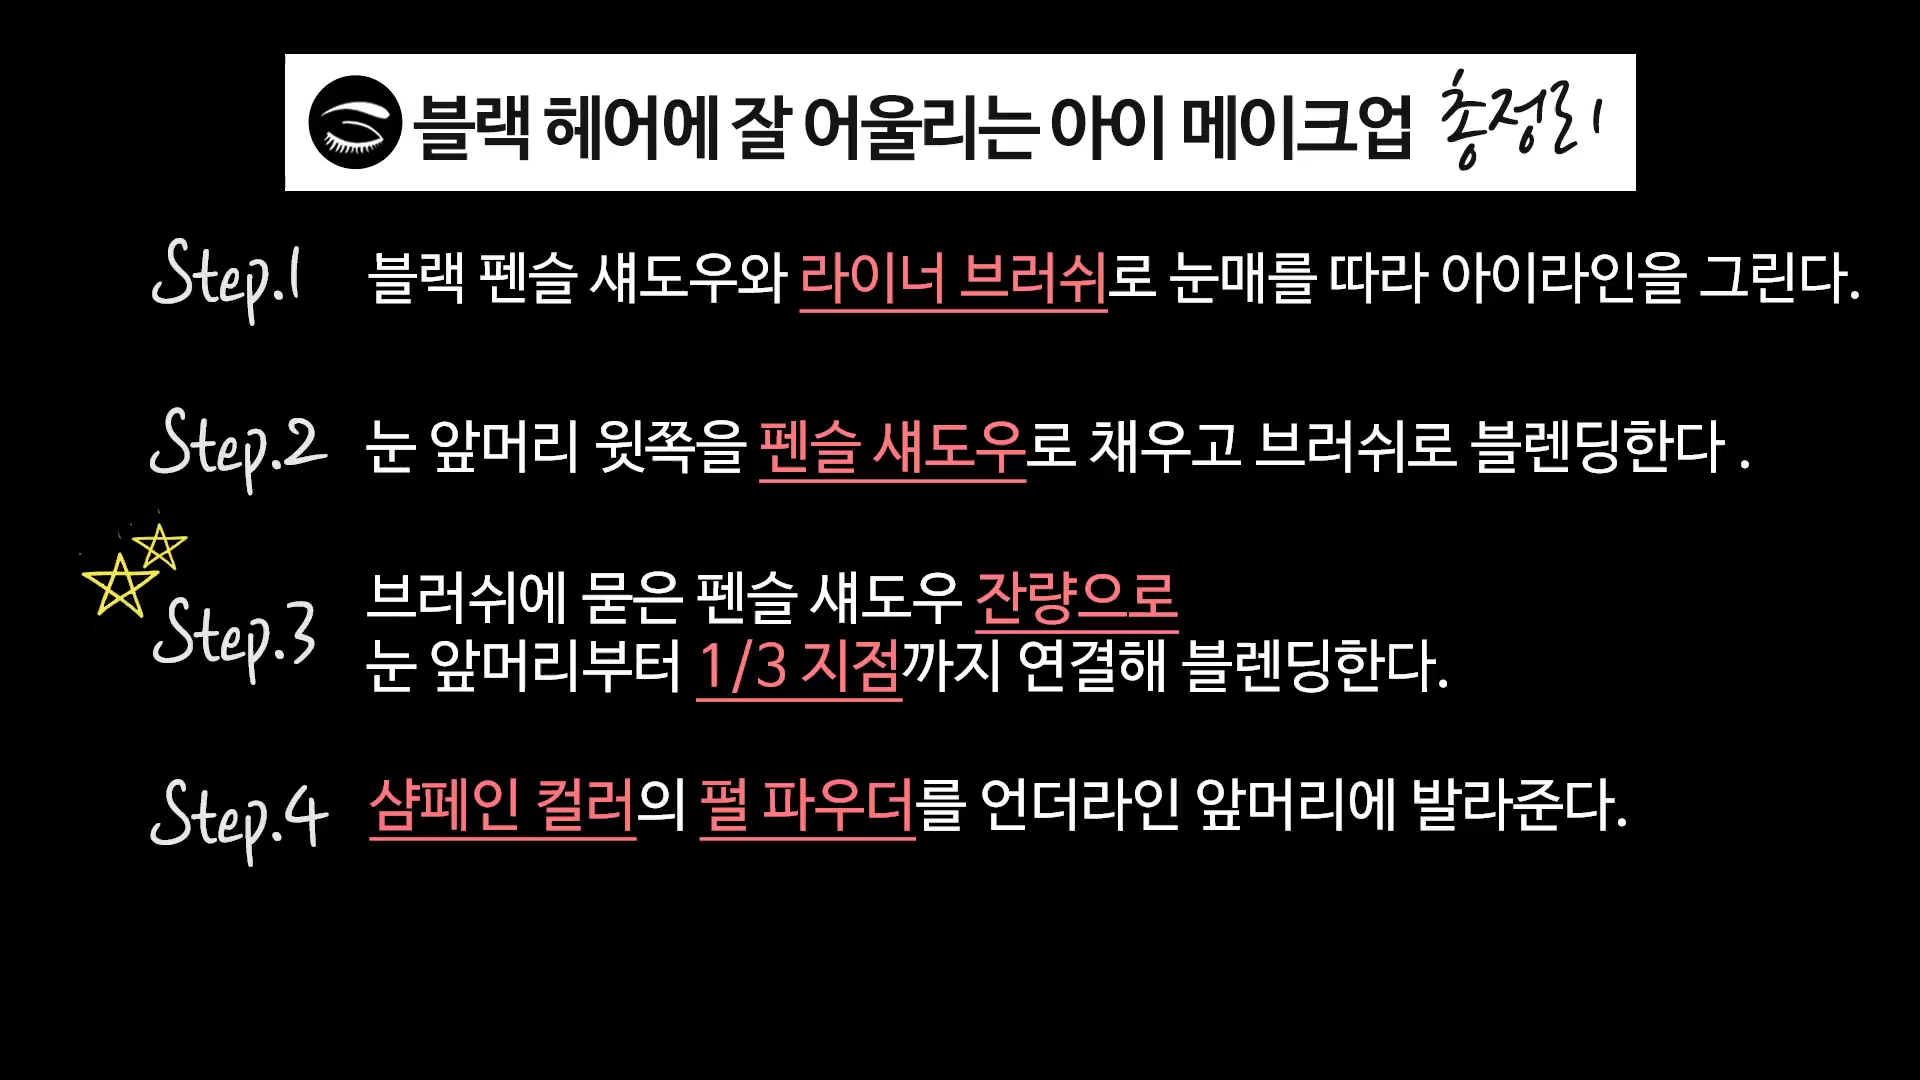 블랙 헤어에 잘 어울리는 아이 메이크업 총정리
Step.1 블랙 펜슬 섀도우와 라이너 브러쉬로 눈매를 따라 아이라인을 그린다.
Step.2 눈 앞머리 윗쪽을 펜슬 섀도우로 채우고 브러쉬로 블렌딩한다 .
Step.3 브러쉬에 묻은 펜슬 섀도우 잔량으로
눈 앞머리부터 1/3 지점까지 연결해 블렌딩한다.
Step.4 샴페인 컬러의 펄 파우더를 언더라인 앞머리에 발라준다.